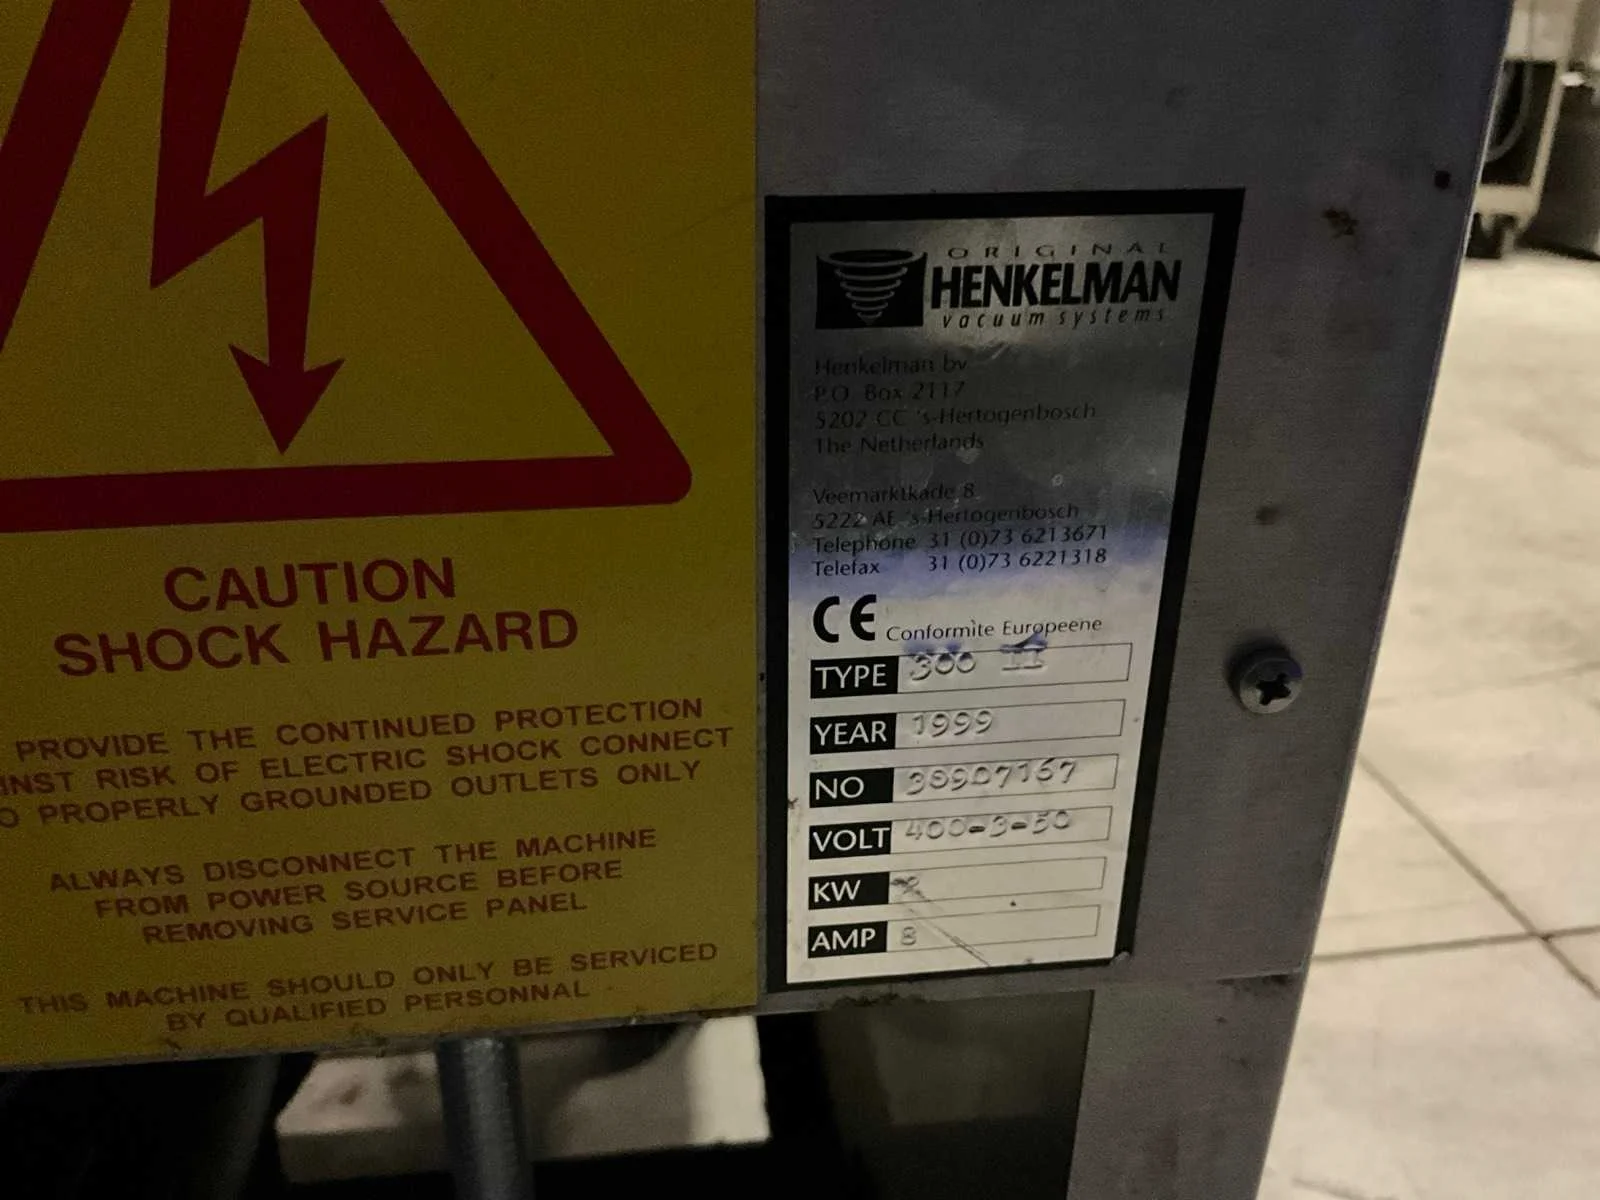 CAUTION
SHOCK HAZARD
PROVIDE THE CONTINUED PROTECTION
INST RISK OF ELECTRIC SHOCK CONNECT
O PROPERLY GROUNDED OUTLETS ONLY
ALWAYS DISCONNECT THE MACHINE
FROM POWER SOURCE BEFORE
REMOVING SERVICE PANEL
THIS MACHINE SHOULD ONLY BE SERVICED
BY QUALIFIED PERSONNAL
ORIGINAL
HENKELMAN
vacuum systems
Henkelman bv
P.O. Box 2117
5202 CC 's-Hertogenbosch
The Netherlands
Veemarktkade 8
5222 AE 's-Hertogenbosch
Telephone 31 (0)73 6213671
Telefax 31 (0)73 6221318
CE Conformite Europeene
TYPE 300 II
YEAR 1999
NO
VOLT 400-3-50
KW
AMP 8